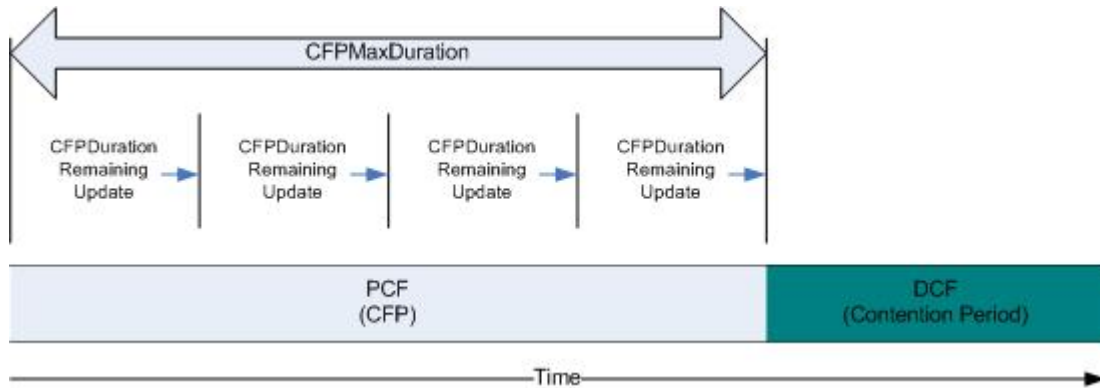 CFPMaxDuration
CFPDuration
Remaining
Update
CFPDuration
Remaining
Update
CFPDuration
Remaining
Update
CFPDuration
Remaining
Update
PCF
(CFP)
DCF
(Contention Period)
Time